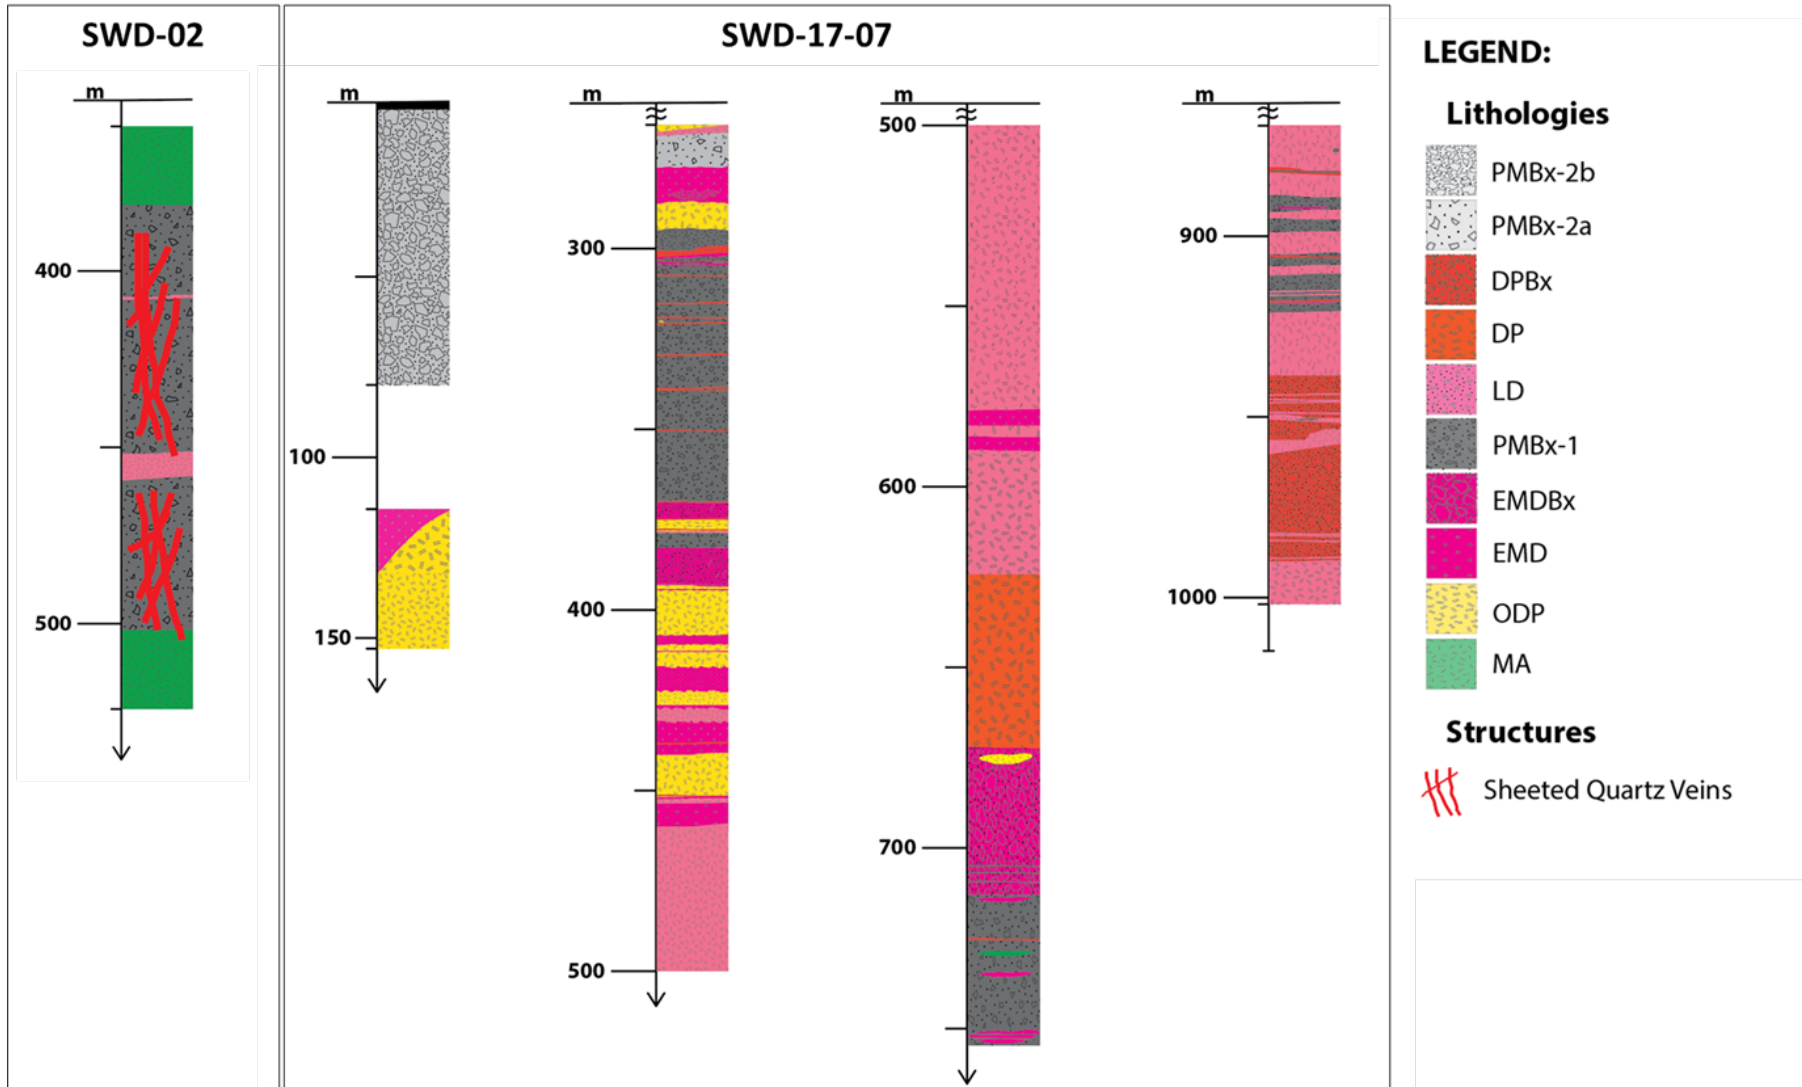 SWD-02
SWD-17-07
m
400
500
m
100
150
m
300
400
500
m
500
600
700
m
900
1000
LEGEND:
Lithologies
PMBx-2b
PMBx-2a
DPBx
DP
LD
PMBx-1
EMDBx
EMD
ODP
MA
Structures
Sheeted Quartz Veins